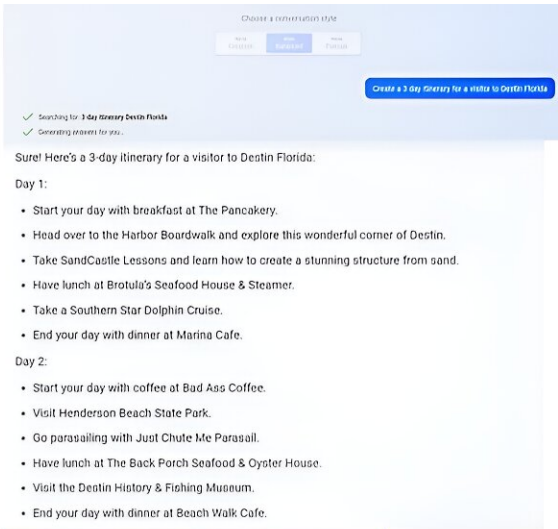 Choose a conversation style
More
More
More
Balanced
Create a 3 day itinerary for a visitor to Destin Florida
Searching for: 3 day itinerary Destin Florida
Generating answers for you…
Sure! Here's a 3-day itinerary for a visitor to Destin Florida:
Day 1:
• Start your day with breakfast at The Pancakery.
• Head over to the Harbor Boardwalk and explore this wonderful corner of Destin.
• Take SandCastle Lessons and learn how to create a stunning structure from sand.
• Have lunch at Brotula's Seafood House & Steamer.
• Take a Southern Star Dolphin Cruise.
• End your day with dinner at Marina Cafe.
Day 2:
• Start your day with coffee at Bad Ass Coffee.
• Visit Henderson Beach State Park.
• Go parasailing with Just Chute Me Parasail.
• Have lunch at The Back Porch Seafood & Oyster House.
• Visit the Destin History & Fishing Museum.
• End your day with dinner at Beach Walk Cafe.